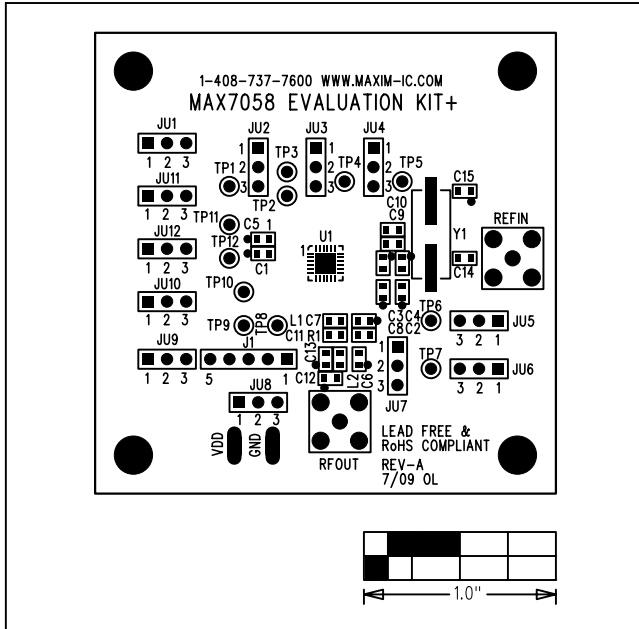 1-408-737-7600 WWW.MAXIM-IC.COM
MAX7058 EVALUATION KIT+
JU1
1 2 3
JU2
1
2
3
TP3
JU3
1
2
3
JU4
1
2
3
TP1
TP4
TP5
TP2
JU11
1 2 3
C10
C9
C15
Y1
C14
REFIN
TP11
TP12
C5 1
C1
U1
1
JU12
1 2 3
TP10
JU10
1 2 3
TP9
TP8
L1 C7
C11 R1
C3 C4
C8 C2
TP6
JU5
3 2 1
JU9
1 2 3
J1
5 1
C13
C12
L2
C6
1
2
3
JU7
TP7
JU6
3 2 1
JU8
1 2 3
VDD
GND
RFOUT
LEAD FREE &
RoHS COMPLIANT
REV-A
7/09 OL
1.0"